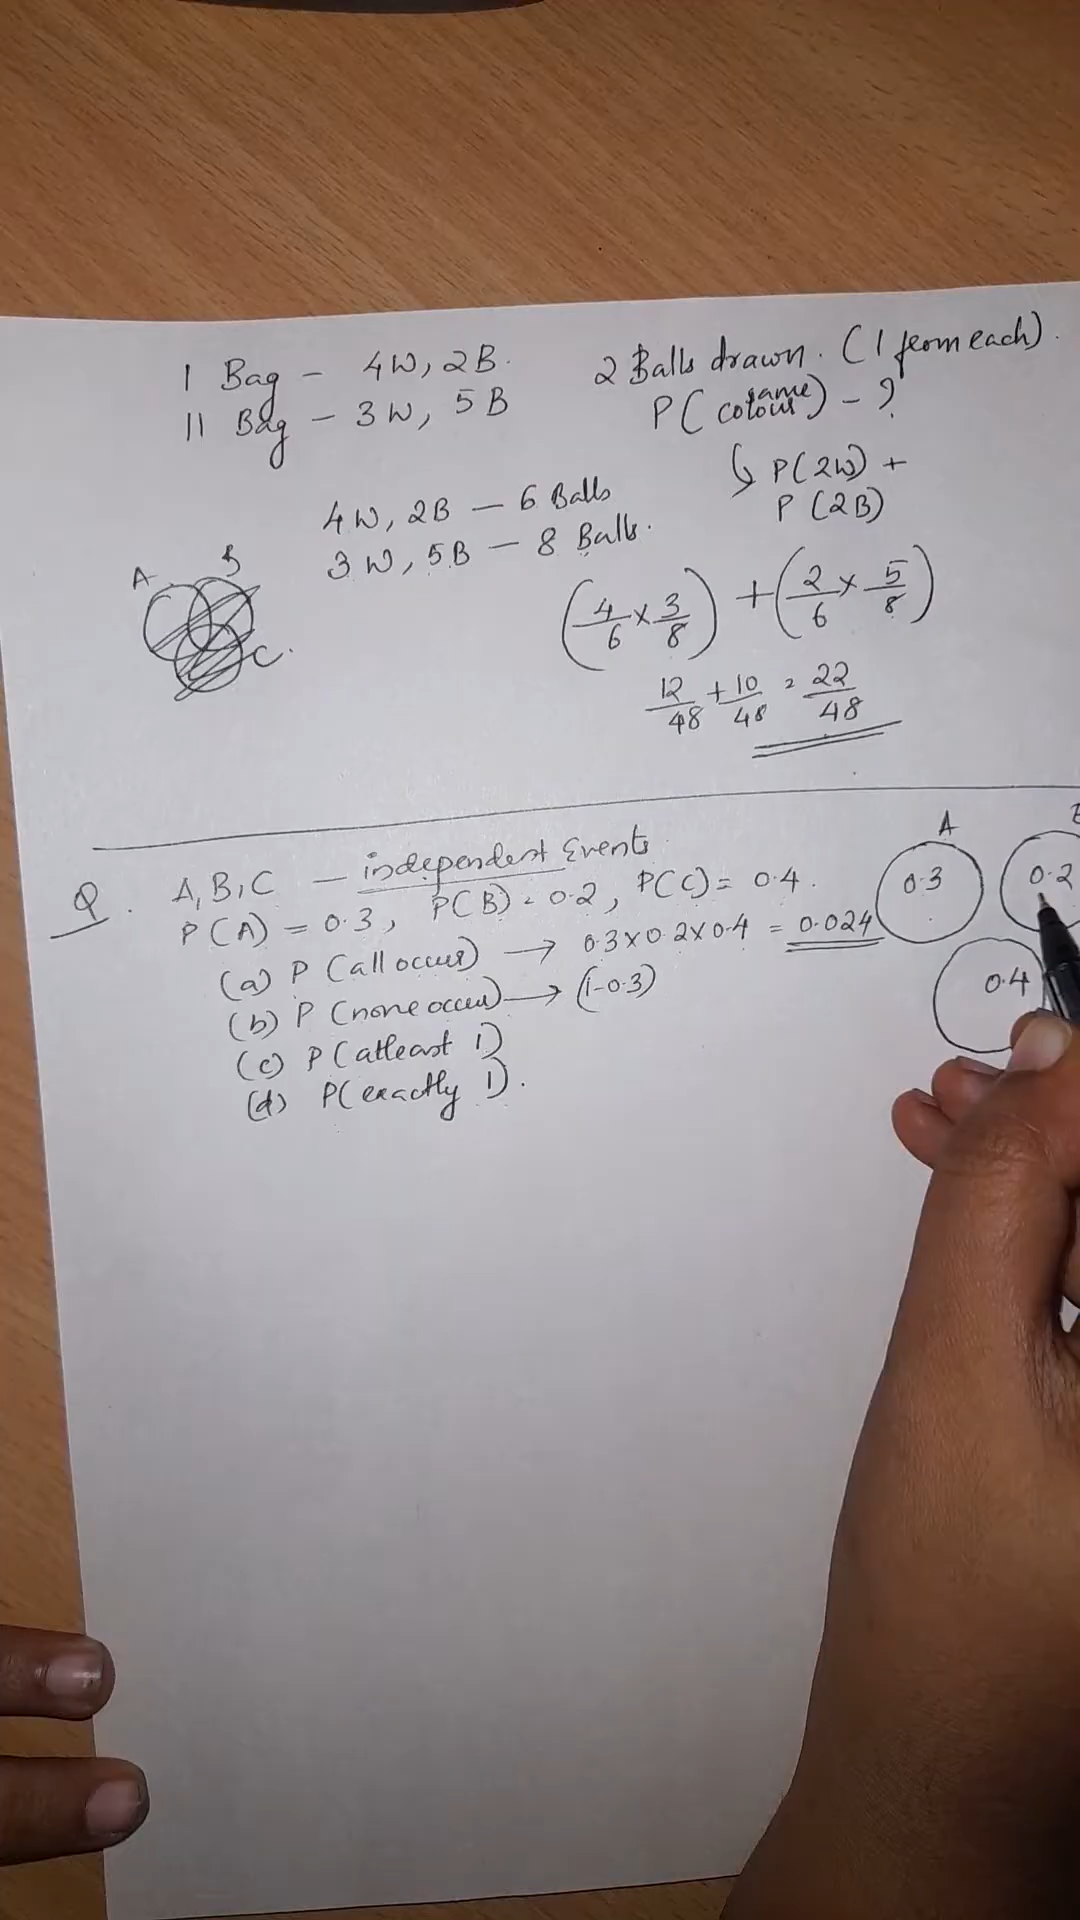 I Bag - 4W, 2B.
II Bag - 3W, 5B
2 Balls drawn. (1 from each).
P(same colour) - ?
↳ P(2W) +
P(2B)
4W, 2B — 6 Balls
3W, 5B — 8 Balls.
A B
C.
(4/6 × 3/8) + (2/6 × 5/8)
12/48 + 10/48 = 22/48
Q. A, B, C — independent Events.
P(A) = 0.3, P(B) = 0.2, P(C) = 0.4.
(a) P(all occur) → 0.3×0.2×0.4 = 0.024
(b) P(none occur) → (1-0.3)
(c) P(atleast 1)
(d) P(exactly 1).
A
0.3 0.2
0.4